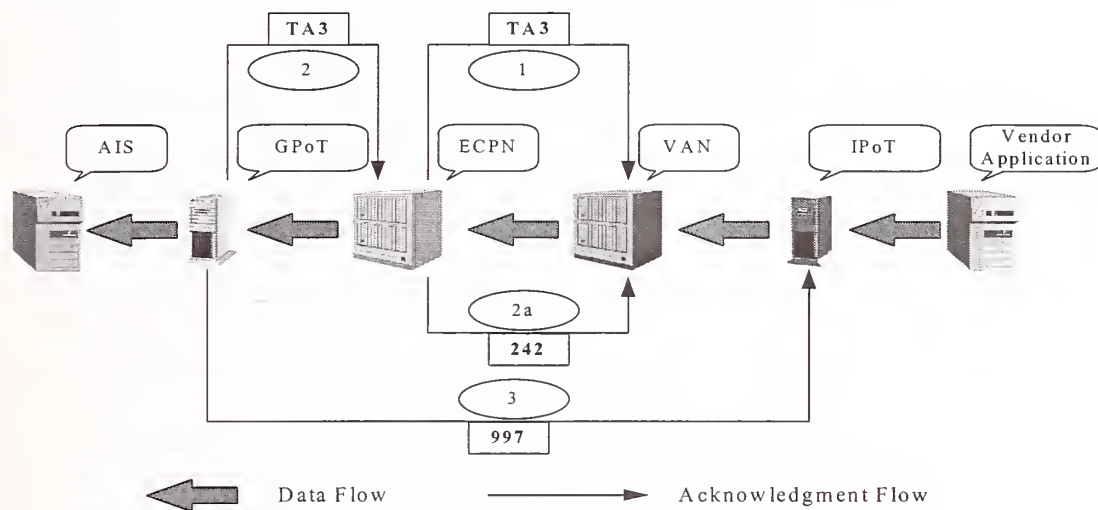 TA3
TA3
2
1
AIS
GPoT
ECPN
VAN
IPoT
Vendor
Application
2a
242
3
997
Data Flow
Acknowledgment Flow